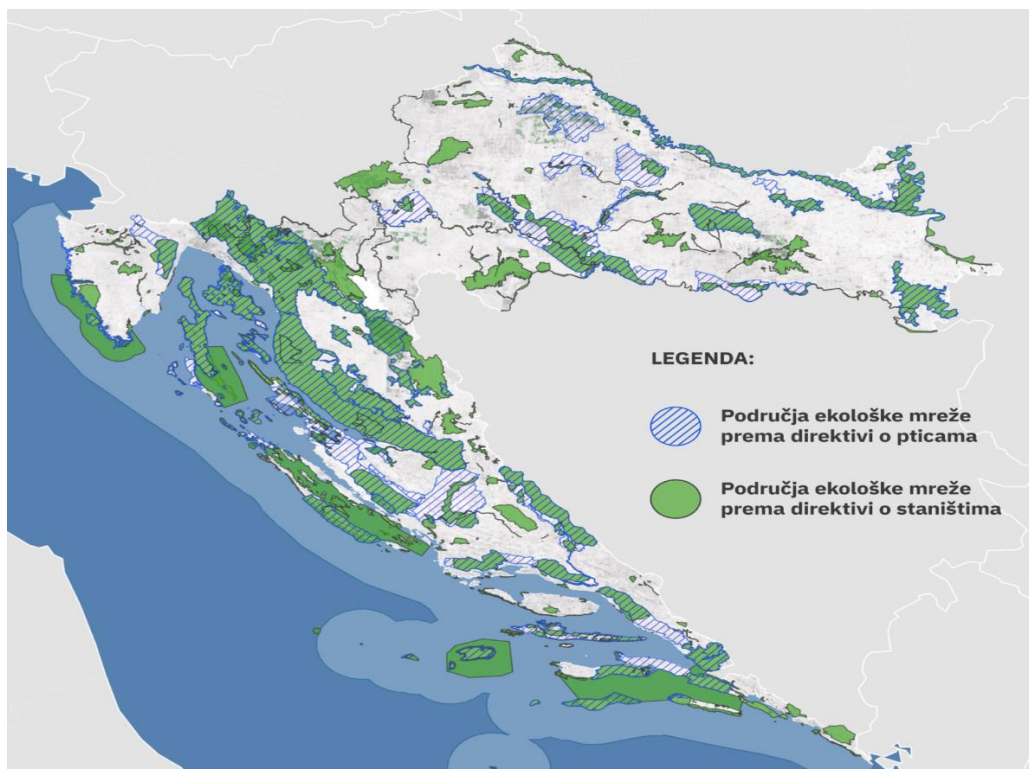 LEGENDA:
Područja ekološke mreže
prema direktivi o pticama
Područja ekološke mreže
prema direktivi o staništima